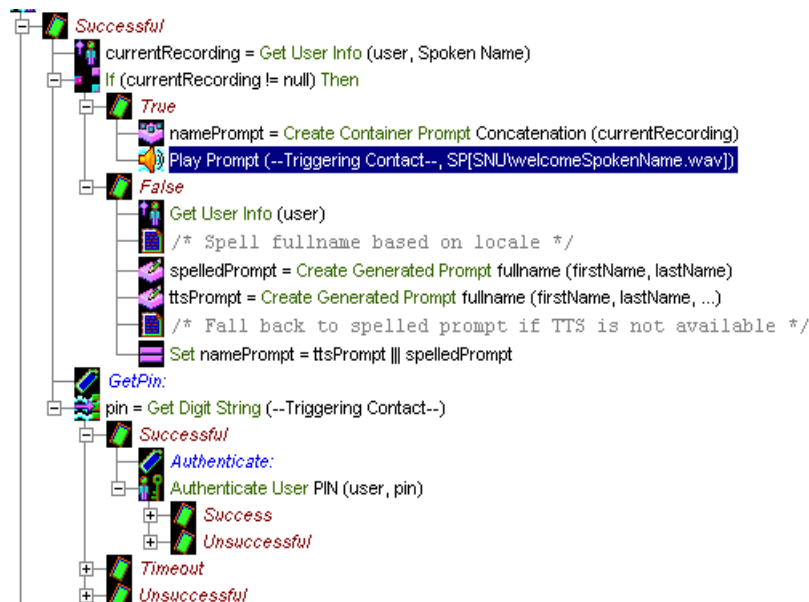 Successful
currentRecording = Get User Info (user, Spoken Name)
If (currentRecording != null) Then
True
namePrompt = Create Container Prompt Concatenation (currentRecording)
Play Prompt (--Triggering Contact--, SP[SNU\welcomeSpokenName.wav])
False
Get User Info (user)
/* Spell fullname based on locale */
spelledPrompt = Create Generated Prompt fullname (firstName, lastName)
ttsPrompt = Create Generated Prompt fullname (firstName, lastName, ...)
/* Fall back to spelled prompt if TTS is not available */
Set namePrompt = ttsPrompt ||| spelledPrompt
GetPin:
pin = Get Digit String (--Triggering Contact--)
Successful
Authenticate:
Authenticate User PIN (user, pin)
Success
Unsuccessful
Timeout
Unsuccessful